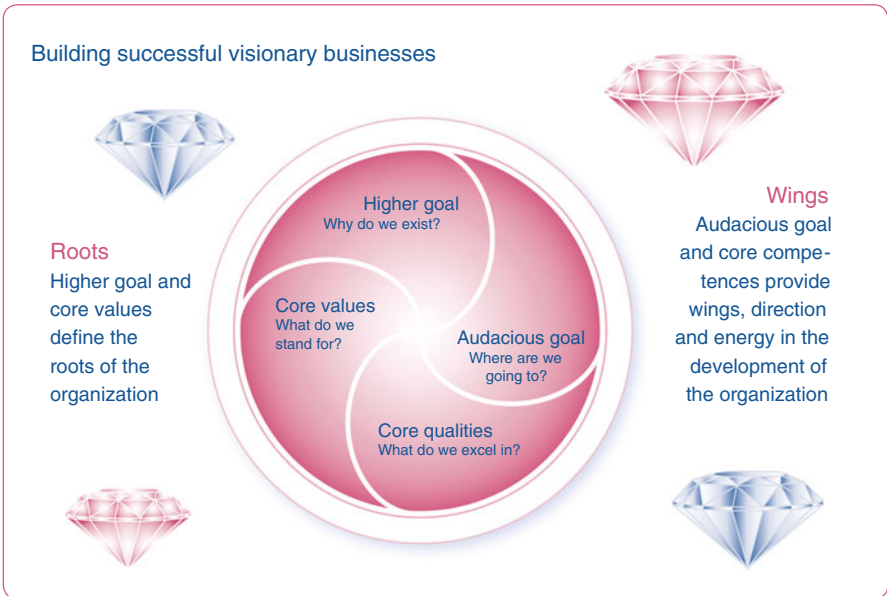 Building successful visionary businesses
Roots
Higher goal and
core values
define the
roots of the
organization
Higher goal
Why do we exist?
Core values
What do we
stand for?
Audacious goal
Where are we
going to?
Core qualities
What do we excel in?
Wings
Audacious goal
and core compe-
tences provide
wings, direction
and energy in the
development of
the organization